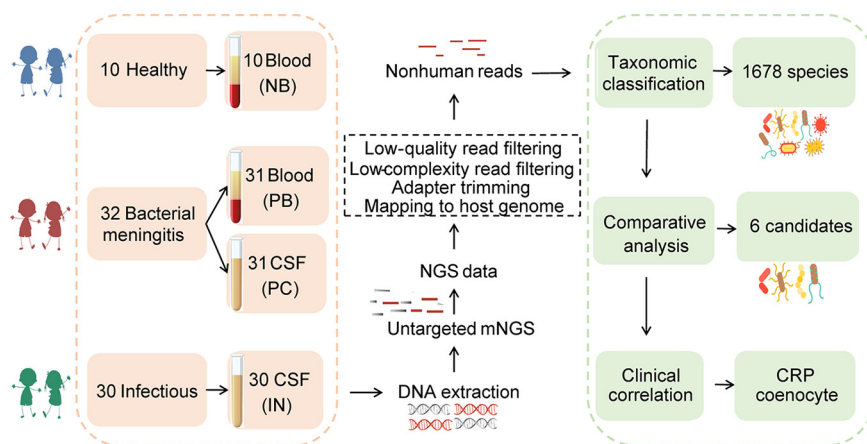 10 Healthy
10 Blood
(NB)
32 Bacterial
meningitis
31 Blood
(PB)
31 CSF
(PC)
30 Infectious
30 CSF
(IN)
DNA extraction
Untargeted mNGS
NGS data
Low-quality read filtering
Low-complexity read filtering
Adapter trimming
Mapping to host genome
Nonhuman reads
Taxonomic
classification
1678 species
Comparative
analysis
6 candidates
Clinical
correlation
CRP
coenocyte